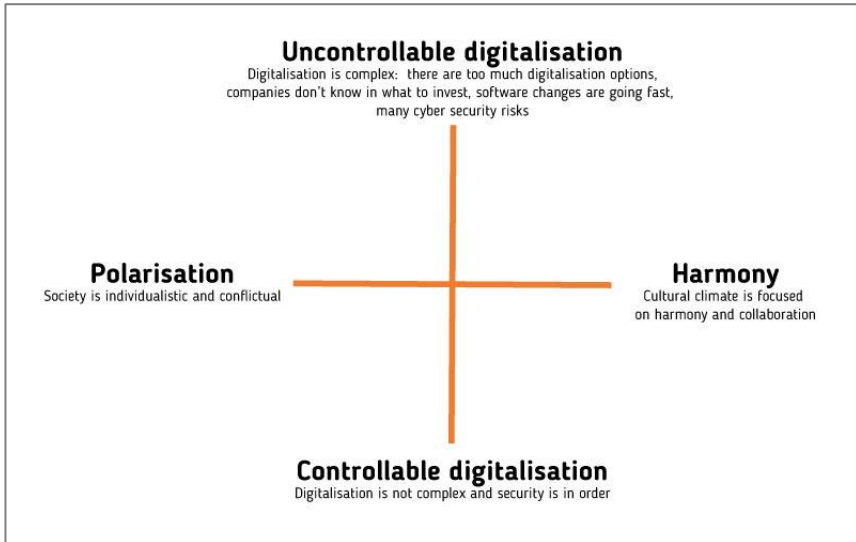 Uncontrollable digitalisation
Digitalisation is complex: there are too much digitalisation options,
companies don't know in what to invest, software changes are going fast,
many cyber security risks
Polarisation
Society is individualistic and conflictual
Harmony
Cultural climate is focused
on harmony and collaboration
Controllable digitalisation
Digitalisation is not complex and security is in order